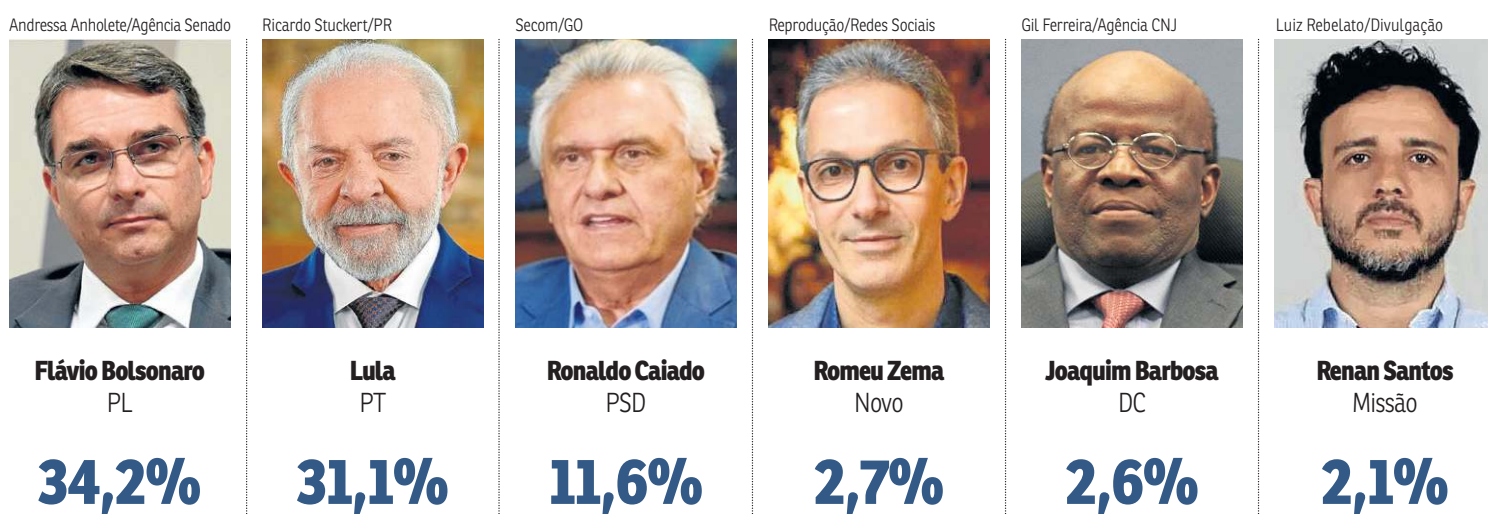 Andressa Anholete/Agência Senado
Ricardo Stuckert/PR
Secom/GO
Reprodução/Redes Sociais
Gil Ferreira/Agência CNJ
Luiz Rebelato/Divulgação
Flávio Bolsonaro
PL
34,2%
Lula
PT
31,1%
Ronaldo Caiado
PSD
11,6%
Romeu Zema
Novo
2,7%
Joaquim Barbosa
DC
2,6%
Renan Santos
Missão
2,1%